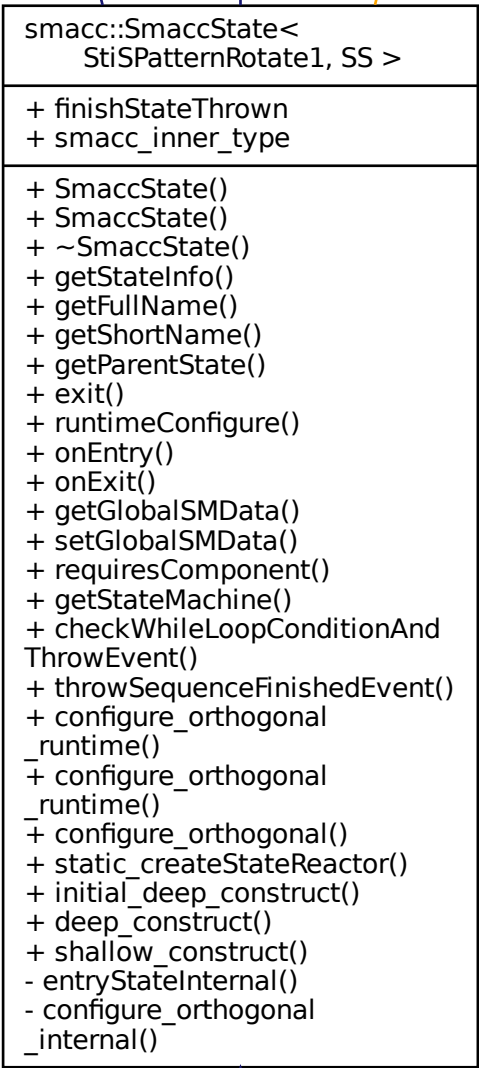 smacc::SmaccState<
StiSPatternRotate1, SS >
+ finishStateThrown
+ smacc_inner_type
+ SmaccState()
+ SmaccState()
+ ~SmaccState()
+ getStateInfo()
+ getFullName()
+ getShortName()
+ getParentState()
+ exit()
+ runtimeConfigure()
+ onEntry()
+ onExit()
+ getGlobalSMData()
+ setGlobalSMData()
+ requiresComponent()
+ getStateMachine()
+ checkWhileLoopConditionAnd
ThrowEvent()
+ throwSequenceFinishedEvent()
+ configure_orthogonal
_runtime()
+ configure_orthogonal
_runtime()
+ configure_orthogonal()
+ static_createStateReactor()
+ initial_deep_construct()
+ deep_construct()
+ shallow_construct()
- entryStateInternal()
- configure_orthogonal
_internal()